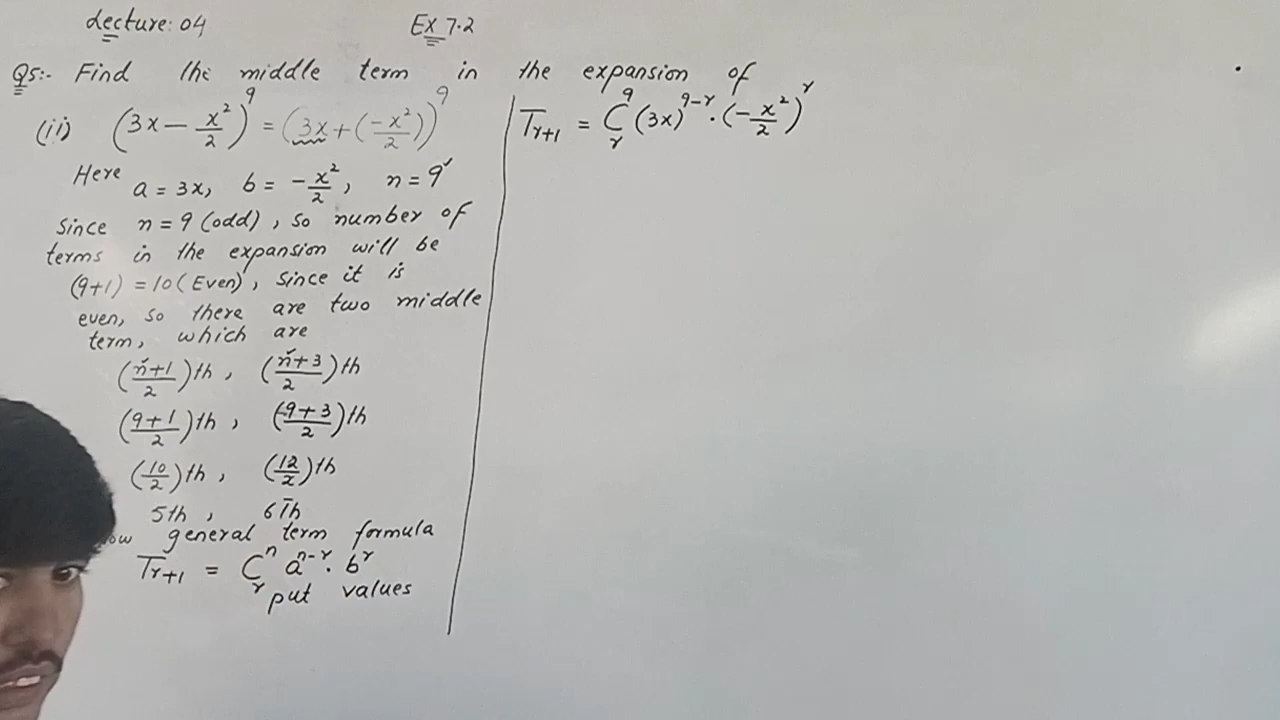 Lecture: 04
Ex 7.2
Q5:- Find the middle term in the expansion of
(ii) (3x - x²/2)⁹ = (3x + (-x²/2))⁹
Here a = 3x, b = -x²/2, n = 9
Since n = 9 (odd), so number of
terms in the expansion will be
(9+1) = 10 (Even), since it is
even, so there are two middle
term, which are
((n+1)/2)th, ((n+3)/2)th
((9+1)/2)th, ((9+3)/2)th
(10/2)th, (12/2)th
5th, 6th
general term formula
Tᵣ₊₁ = Cⁿᵣ aⁿ⁻ʳ · bʳ
put values
Tᵣ₊₁ = C⁹ᵣ (3x)⁹⁻ʳ · (-x²/2)ʳ